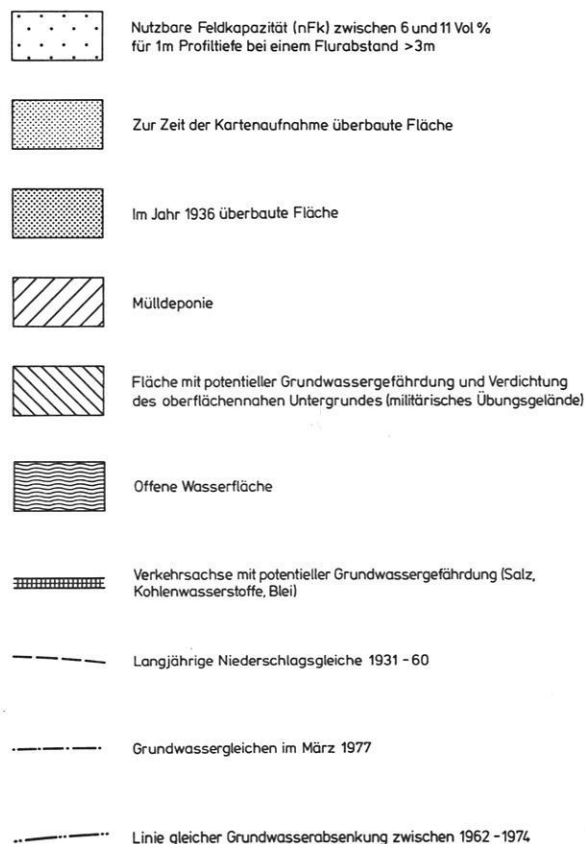 Nutzbare Feldkapazität (nFk) zwischen 6 und 11 Vol %
für 1m Profiltiefe bei einem Flurabstand >3m
Zur Zeit der Kartenaufnahme überbaute Fläche
Im Jahr 1936 überbaute Fläche
Mülldeponie
Fläche mit potentieller Grundwassergefährdung und Verdichtung
des oberflächennahen Untergrundes (militärisches Übungsgelände)
Offene Wasserfläche
Verkehrsachse mit potentieller Grundwassergefährdung (Salz,
Kohlenwasserstoffe, Blei)
Langjährige Niederschlagsgleiche 1931 - 60
Grundwassergleichen im März 1977
Linie gleicher Grundwasserabsenkung zwischen 1962 - 1974